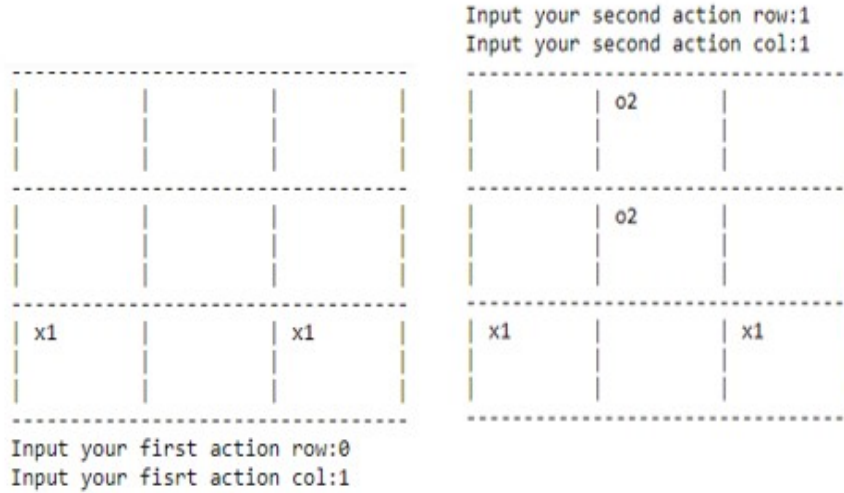 x1 x1
Input your first action row:0
Input your fisrt action col:1
Input your second action row:1
Input your second action col:1
o2
o2
x1 x1